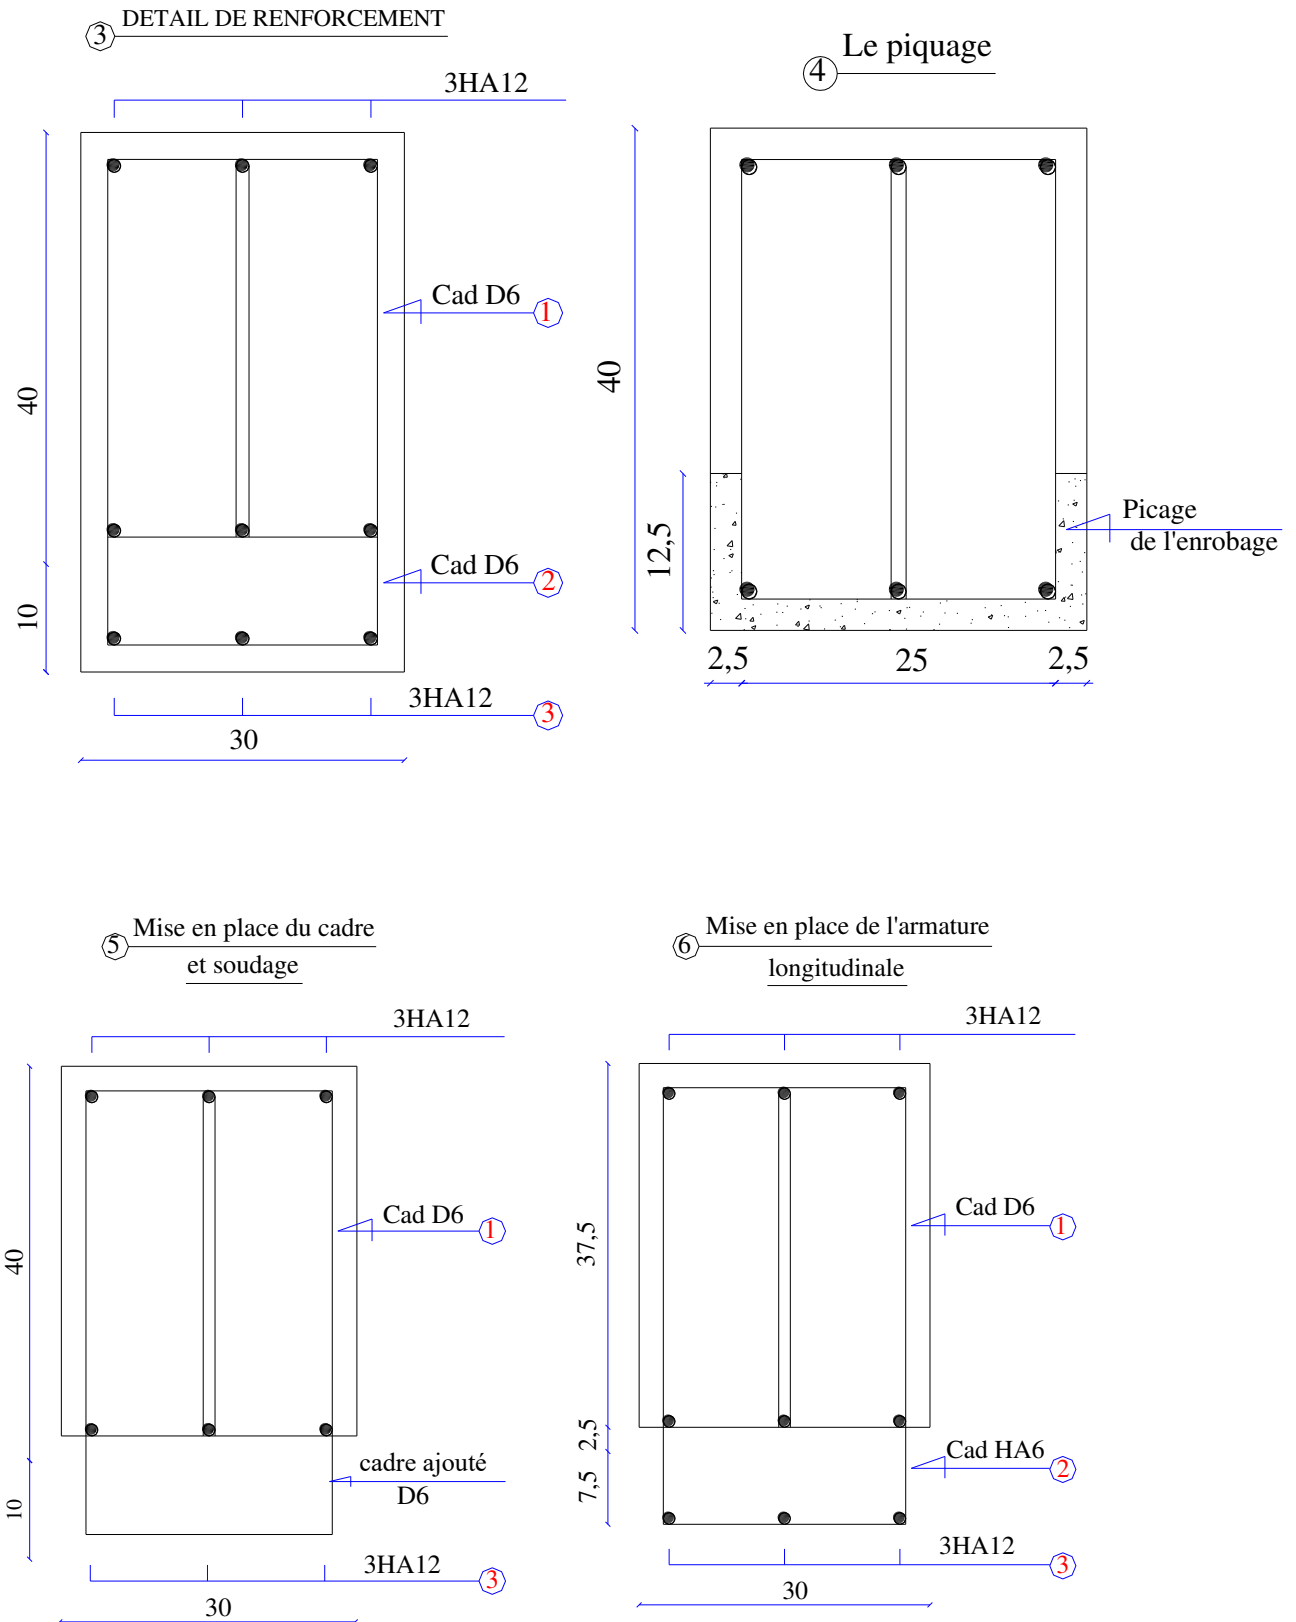 3 DETAIL DE RENFORCEMENT
3HA12
Cad D6 1
40
Cad D6 2
10
3HA12 3
30
4 Le piquage
40
12,5
Picage
de l'enrobage
2,5 25 2,5
5 Mise en place du cadre
et soudage
3HA12
Cad D6 1
40
cadre ajouté
D6
10
3HA12 3
30
6 Mise en place de l'armature
longitudinale
3HA12
Cad D6 1
37,5
2,5
Cad HA6 2
7,5
3HA12 3
30